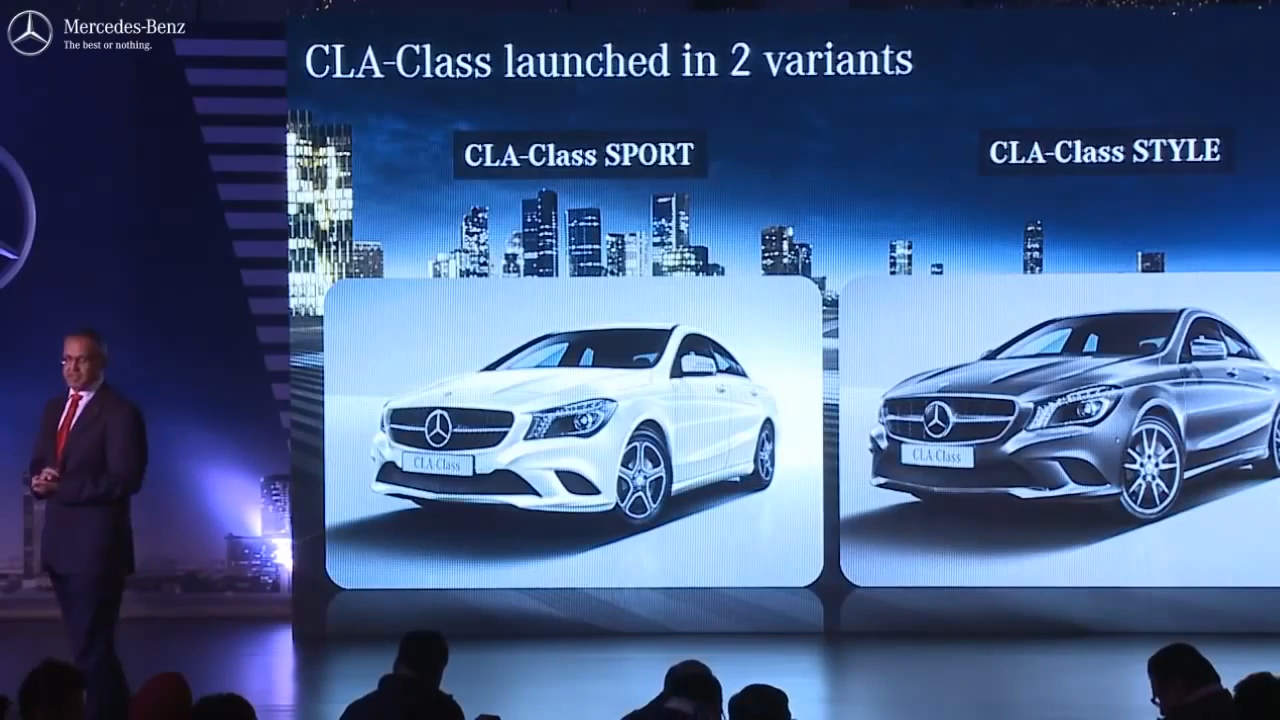 Mercedes-Benz
The best or nothing.
CLA-Class launched in 2 variants
CLA-Class SPORT
CLA-Class STYLE
CLA-Class
CLA-Class